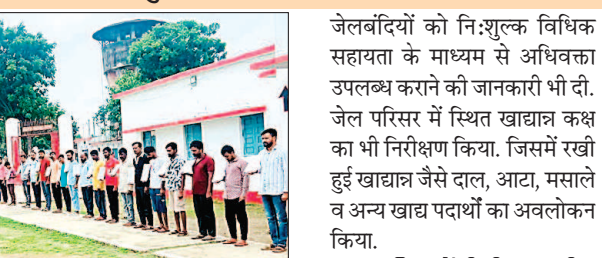 जेलबंदियों को नि:शुल्क विधिक
सहायता के माध्यम से अधिवक्ता
उपलब्ध कराने की जानकारी भी दी.
जेल परिसर में स्थित खाद्यान्न कक्ष
का भी निरीक्षण किया. जिसमें रखी
हुई खाद्यान्न जैसे दाल, आटा, मसाले
व अन्य खाद्य पदार्थों का अवलोकन
किया.